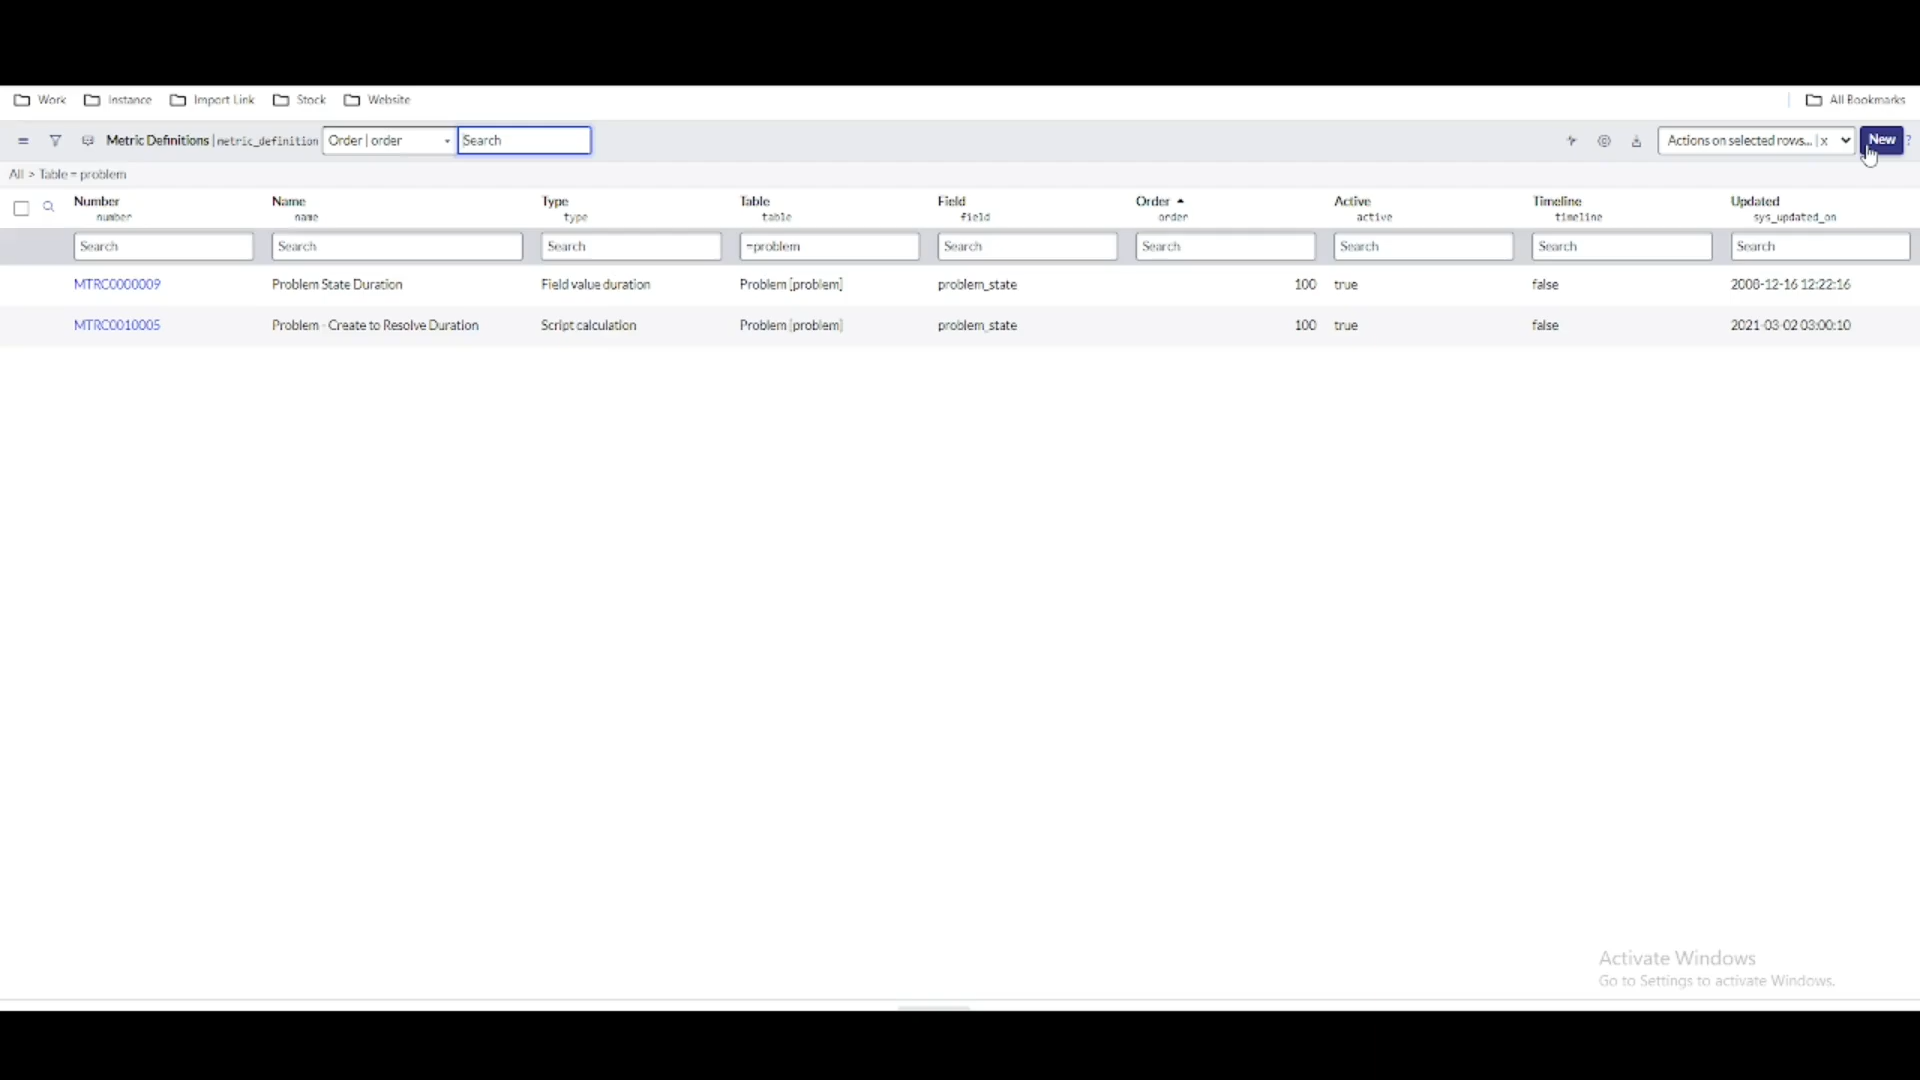 Work Instance Import Link Stock Website All Bookmarks
Metric Definitions | metric_definition Order | order Search Actions on selected rows... | x New ?
All > Table = problem
Number Name Type Table Field Order Active Timeline Updated
number name type table field order active timeline sys_updated_on
Search Search Search =problem Search Search Search Search Search
MTRC0000009 Problem State Duration Field value duration Problem [problem] problem_state 100 true false 2008-12-16 12:22:16
MTRC0010005 Problem - Create to Resolve Duration Script calculation Problem [problem] problem_state 100 true false 2021-03-02 03:00:10
Activate Windows
Go to Settings to activate Windows.